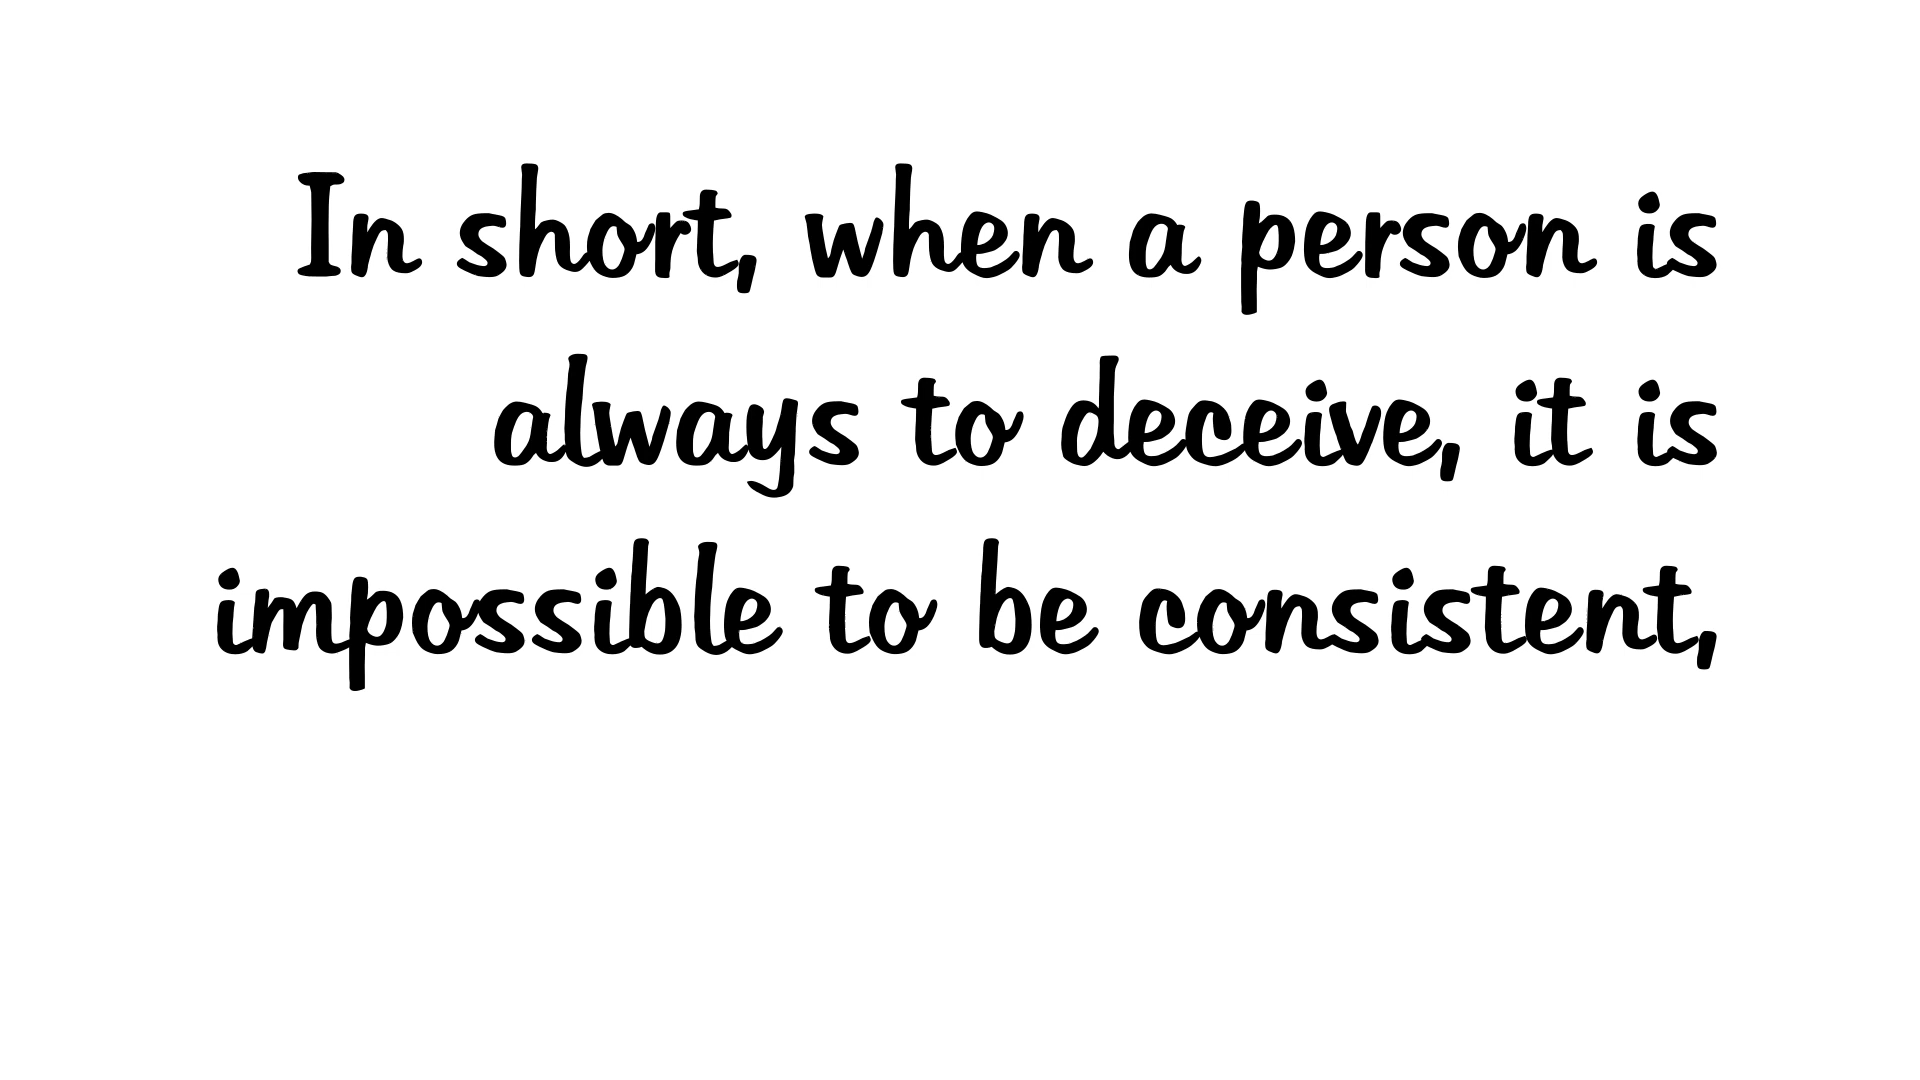 In short, when a person is
always to deceive, it is
impossible to be consistent,